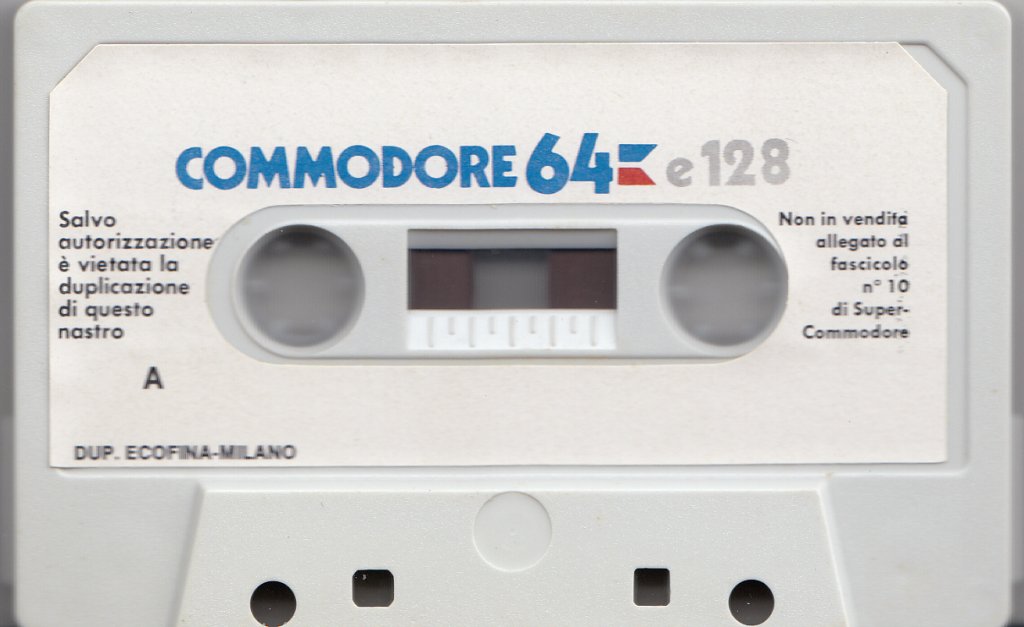 COMMODORE 64 e 128
Salvo
autorizzazione
è vietata la
duplicazione
di questo
nastro
A
DUP. ECOFINA-MILANO
Non in vendita
allegato al
fascicolo
n° 10
di Super-
Commodore